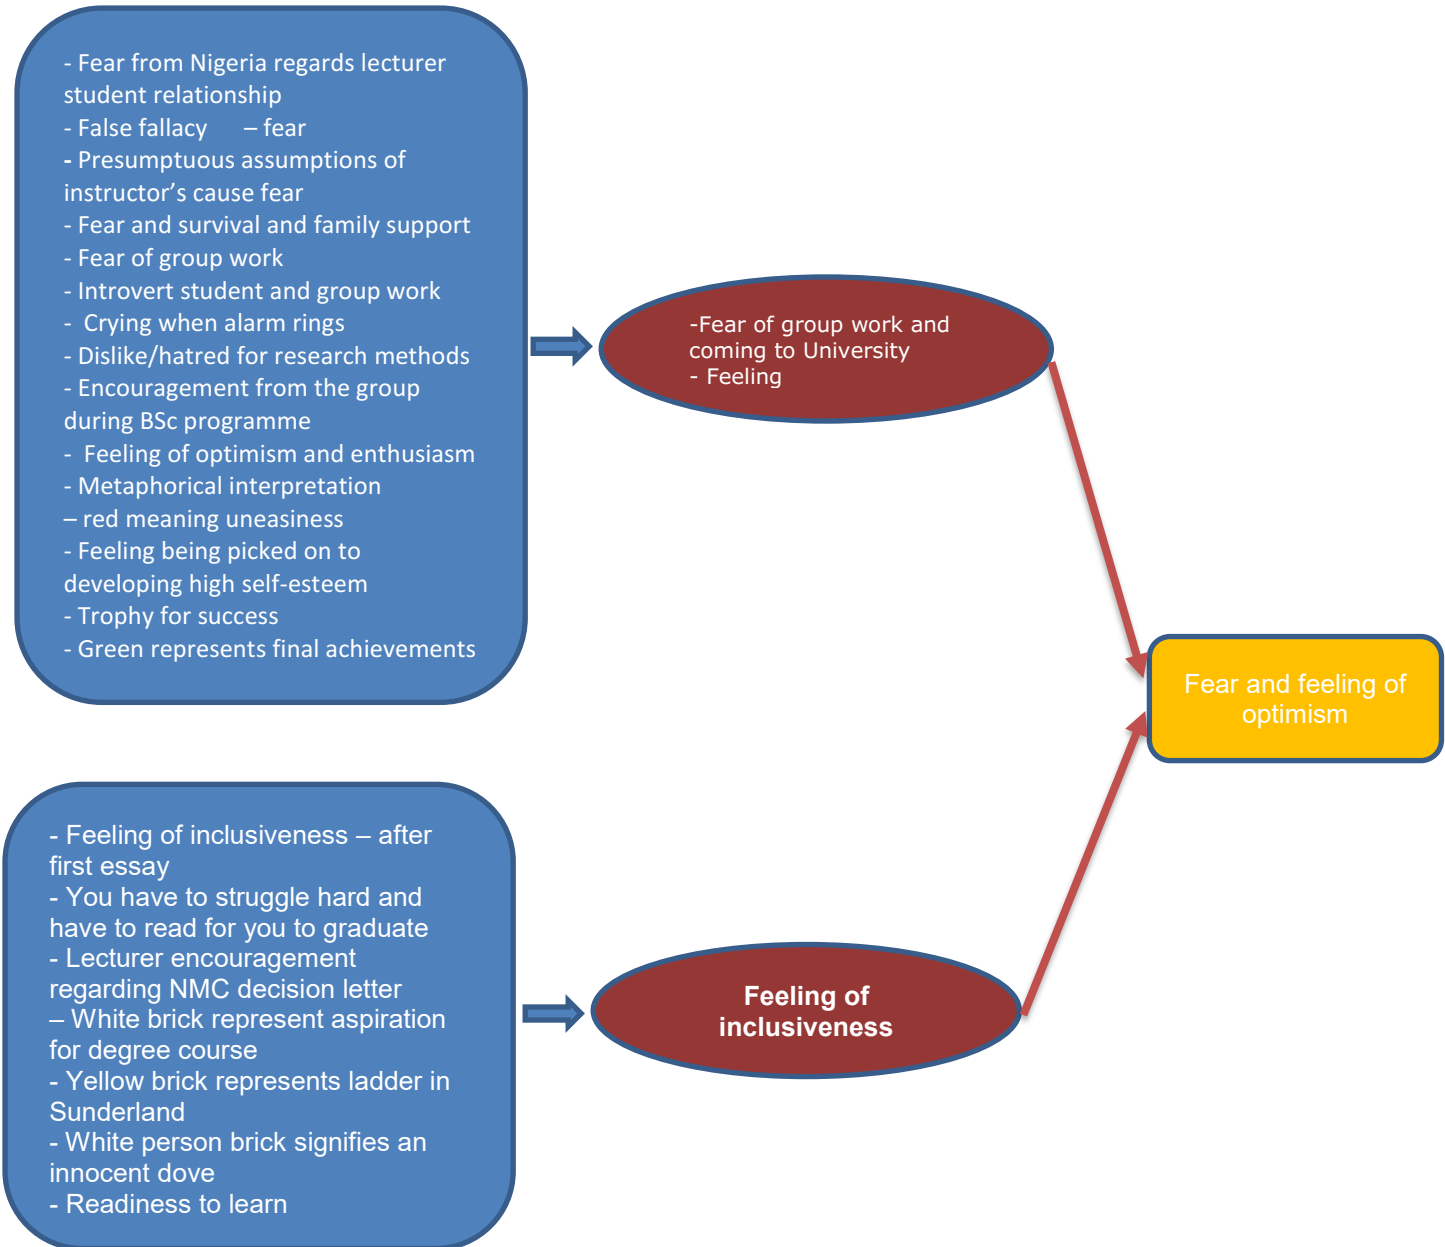 - Fear from Nigeria regards lecturer
student relationship
- False fallacy – fear
- Presumptuous assumptions of
instructor's cause fear
- Fear and survival and family support
- Fear of group work
- Introvert student and group work
- Crying when alarm rings
- Dislike/hatred for research methods
- Encouragement from the group
during BSc programme
- Feeling of optimism and enthusiasm
- Metaphorical interpretation
– red meaning uneasiness
- Feeling being picked on to
developing high self-esteem
- Trophy for success
- Green represents final achievements
-Fear of group work and
coming to University
- Feeling
Fear and feeling of
optimism
- Feeling of inclusiveness – after
first essay
- You have to struggle hard and
have to read for you to graduate
- Lecturer encouragement
regarding NMC decision letter
– White brick represent aspiration
for degree course
- Yellow brick represents ladder in
Sunderland
- White person brick signifies an
innocent dove
- Readiness to learn
Feeling of
inclusiveness